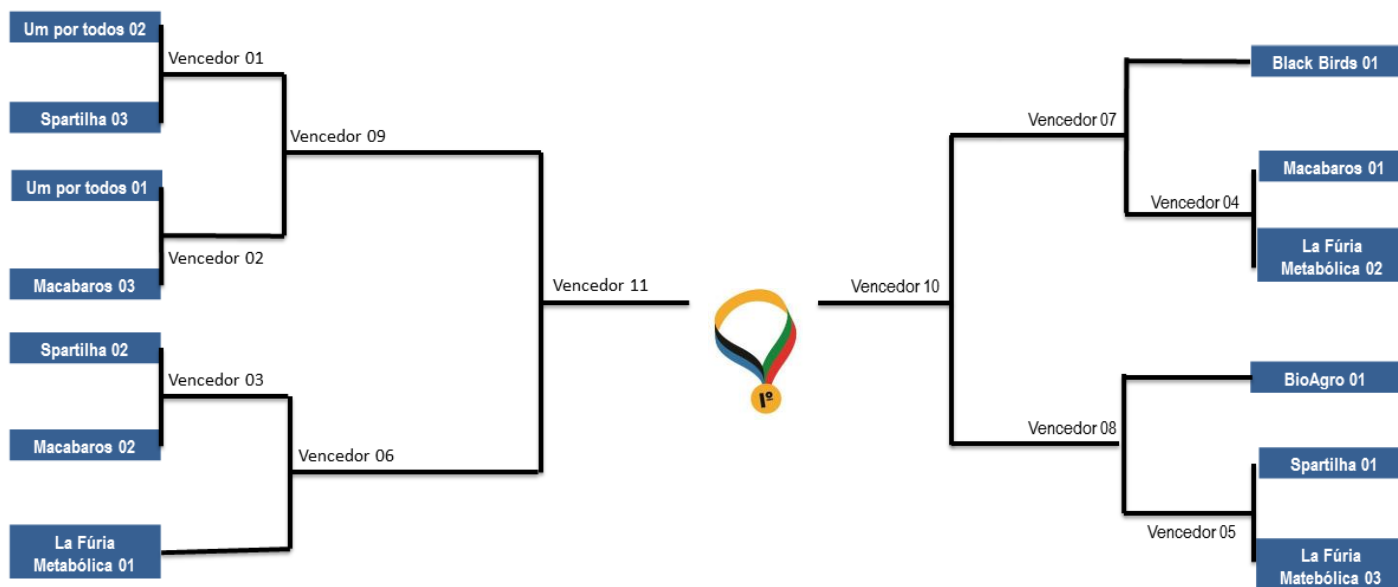 Um por todos 02
Vencedor 01
Spartilha 03
Vencedor 09
Um por todos 01
Vencedor 02
Macabaros 03
Vencedor 11
Spartilha 02
Vencedor 03
Macabaros 02
Vencedor 06
La Fúria
Metabólica 01
1º
Black Birds 01
Vencedor 07
Macabaros 01
Vencedor 04
La Fúria
Metabólica 02
Vencedor 10
BioAgro 01
Vencedor 08
Spartilha 01
Vencedor 05
La Fúria
Matebólica 03